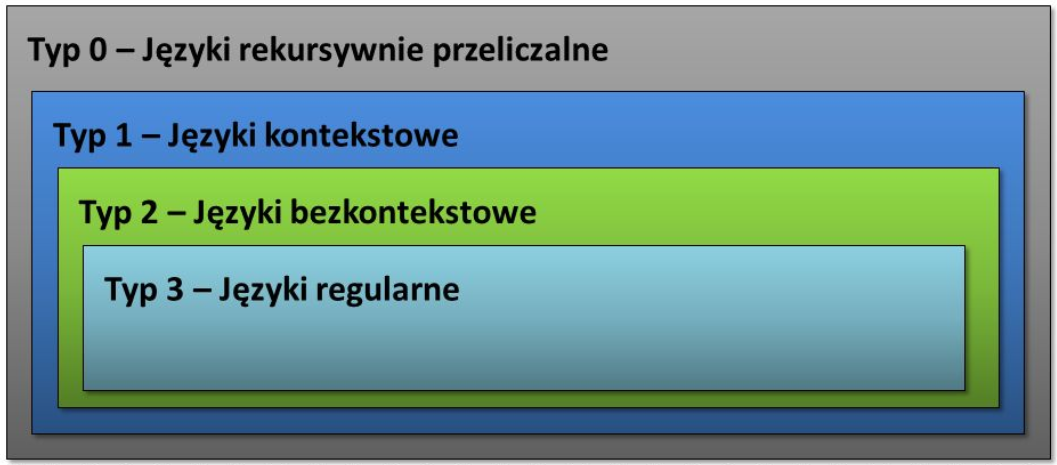 Typ 0 – Języki rekursywnie przeliczalne
Typ 1 – Języki kontekstowe
Typ 2 – Języki bezkontekstowe
Typ 3 – Języki regularne